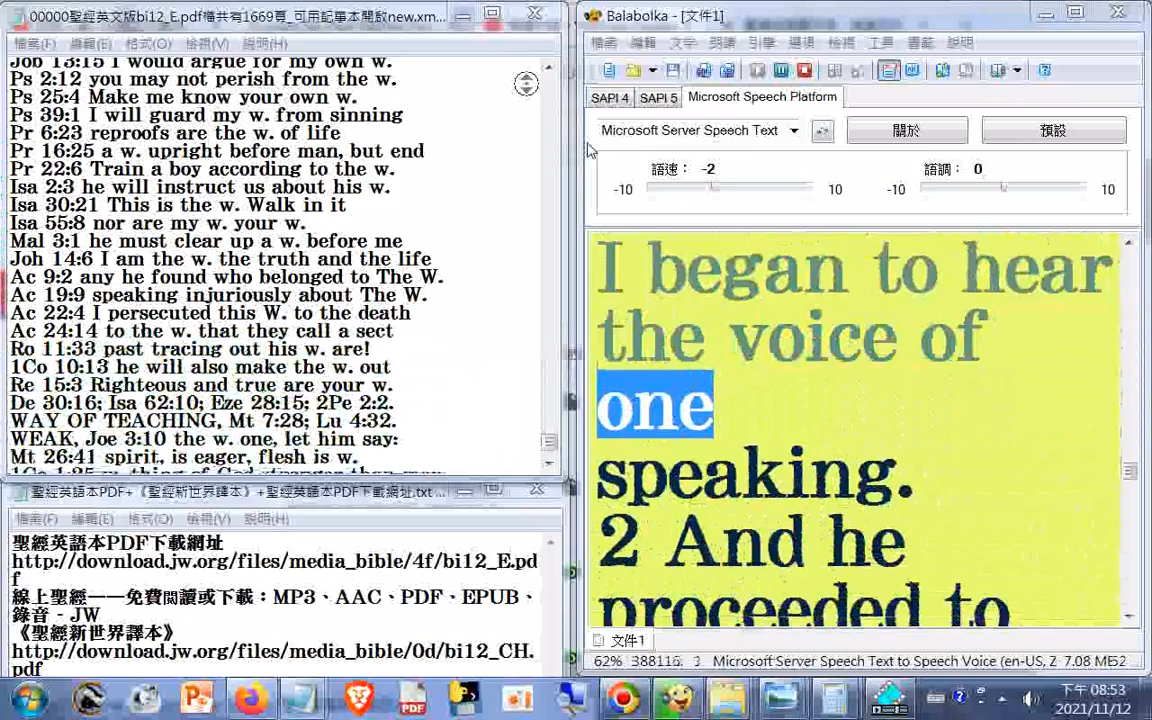 00000聖經英文版bi12_E.pdf檔共有1669頁_可用記事本開啟new.xm...
檔案(F) 編輯(E) 格式(O) 檢視(V) 說明(H)
Job 13:15 I would argue for my own w.
Ps 2:12 you may not perish from the w.
Ps 25:4 Make me know your own w.
Ps 39:1 I will guard my w. from sinning
Pr 6:23 reproofs are the w. of life
Pr 16:25 a w. upright before man, but end
Pr 22:6 Train a boy according to the w.
Isa 2:3 he will instruct us about his w.
Isa 30:21 This is the w. Walk in it
Isa 55:8 nor are my w. your w.
Mal 3:1 he must clear up a w. before me
Joh 14:6 I am the w. the truth and the life
Ac 9:2 any he found who belonged to The W.
Ac 19:9 speaking injuriously about The W.
Ac 22:4 I persecuted this W. to the death
Ac 24:14 to the w. that they call a sect
Ro 11:33 past tracing out his w. are!
1Co 10:13 he will also make the w. out
Re 15:3 Righteous and true are your w.
De 30:16; Isa 62:10; Eze 28:15; 2Pe 2:2.
WAY OF TEACHING, Mt 7:28; Lu 4:32.
WEAK, Joe 3:10 the w. one, let him say:
Mt 26:41 spirit, is eager, flesh is w.
1Co 1:25 w. thing of God stronger than men
聖經英語本PDF+《聖經新世界譯本》+聖經英語本PDF下載網址.txt ...
檔案(F) 編輯(E) 格式(O) 檢視(V) 說明(H)
聖經英語本PDF下載網址
http://download.jw.org/files/media_bible/4f/bi12_E.pd
f
線上聖經——免費閱讀或下載：MP3、AAC、PDF、EPUB、
錄音 - JW
《聖經新世界譯本》
http://download.jw.org/files/media_bible/0d/bi12_CH.
pdf
Balabolka - [文件1]
檔案 編輯 文字 朗讀 引擎 選項 檢視 工具 書籤 說明
SAPI 4 SAPI 5 Microsoft Speech Platform
Microsoft Server Speech Text 關於 預設
語速： -2 語調： 0
-10 10 -10 10
I began to hear
the voice of
one
speaking.
2 And he
proceeded to
文件1
62% 388116. Microsoft Server Speech Text to Speech Voice (en-US, Z 7.08 ME52
PDF
下午 08:53
2021/11/12